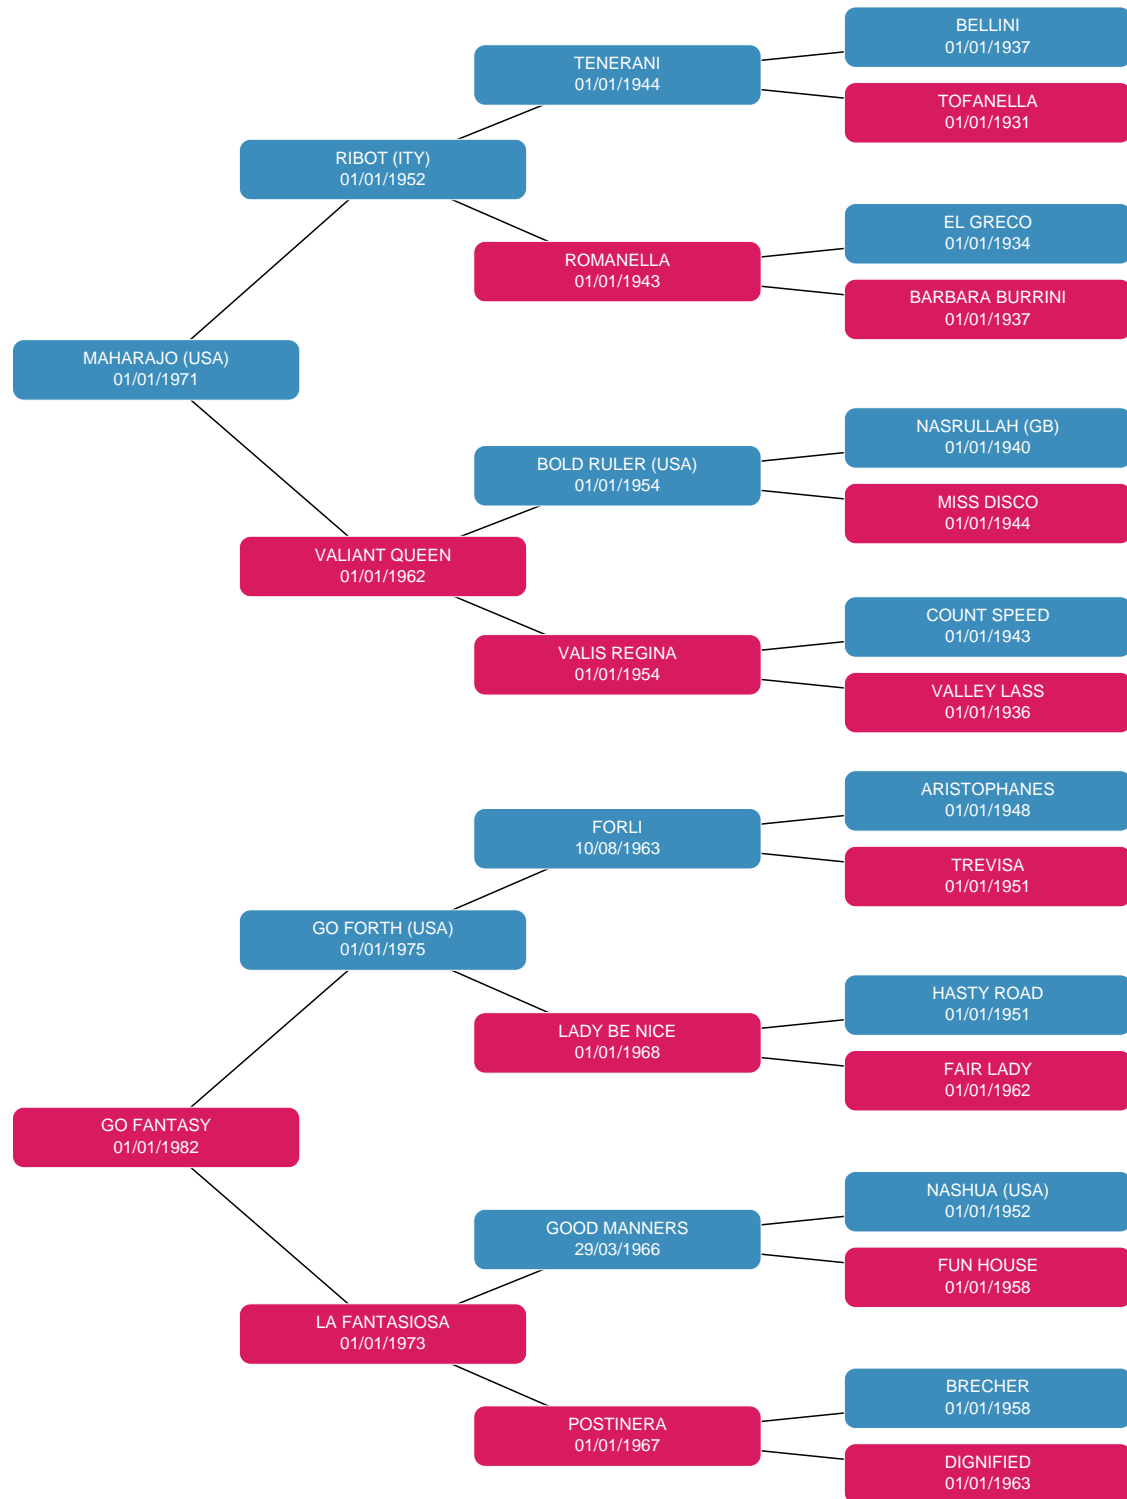 BELLINI
01/01/1937
TENERANI
01/01/1944
TOFANELLA
01/01/1931
RIBOT (ITY)
01/01/1952
EL GRECO
01/01/1934
ROMANELLA
01/01/1943
BARBARA BURRINI
01/01/1937
MAHARAJO (USA)
01/01/1971
NASRULLAH (GB)
01/01/1940
BOLD RULER (USA)
01/01/1954
MISS DISCO
01/01/1944
VALIANT QUEEN
01/01/1962
COUNT SPEED
01/01/1943
VALIS REGINA
01/01/1954
VALLEY LASS
01/01/1936
ARISTOPHANES
01/01/1948
FORLI
10/08/1963
TREVISA
01/01/1951
GO FORTH (USA)
01/01/1975
HASTY ROAD
01/01/1951
LADY BE NICE
01/01/1968
FAIR LADY
01/01/1962
GO FANTASY
01/01/1982
NASHUA (USA)
01/01/1952
GOOD MANNERS
29/03/1966
FUN HOUSE
01/01/1958
LA FANTASIOSA
01/01/1973
BRECHER
01/01/1958
POSTINERA
01/01/1967
DIGNIFIED
01/01/1963